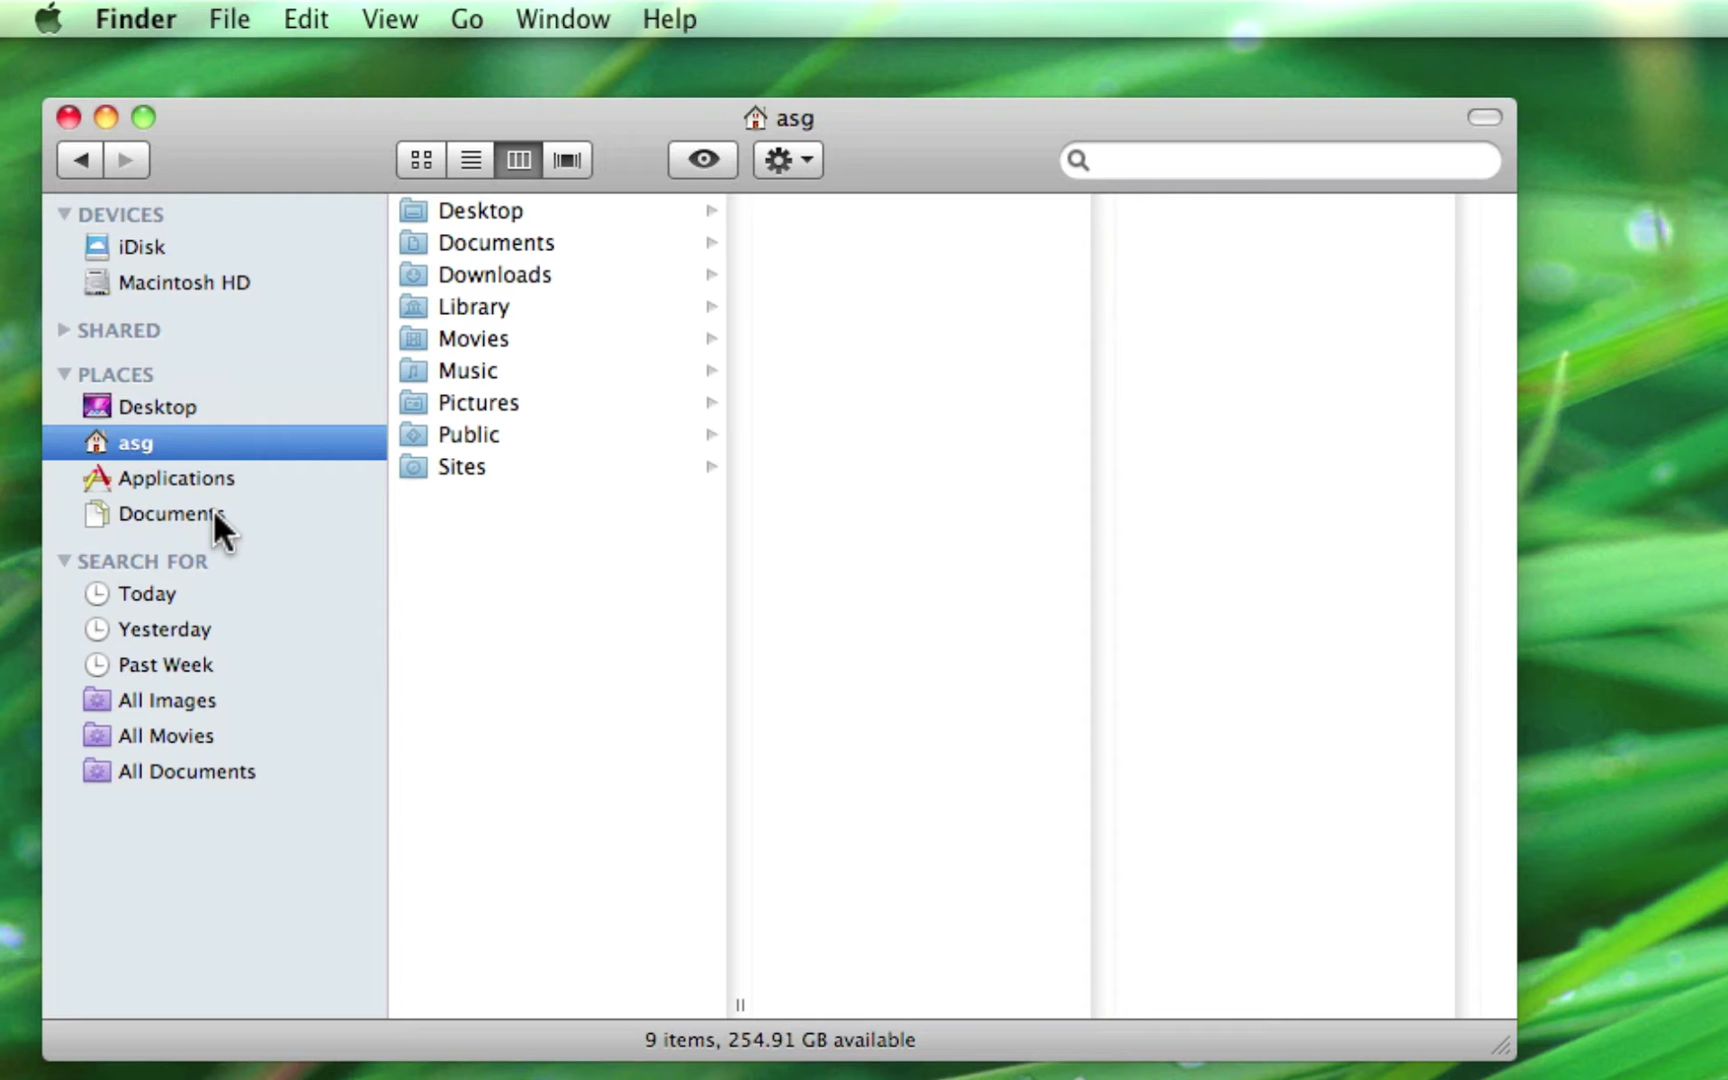 Finder File Edit View Go Window Help
asg
DEVICES
iDisk
Macintosh HD
SHARED
PLACES
Desktop
asg
Applications
Documents
SEARCH FOR
Today
Yesterday
Past Week
All Images
All Movies
All Documents
Desktop
Documents
Downloads
Library
Movies
Music
Pictures
Public
Sites
9 items, 254.91 GB available